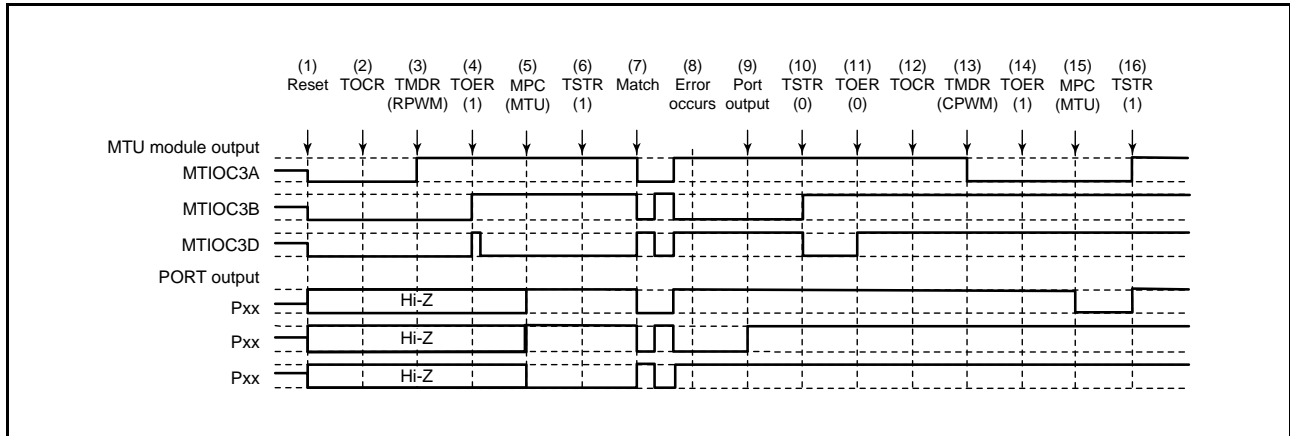 (1) (2) (3) (4) (5) (6) (7) (8) (9) (10) (11) (12) (13) (14) (15) (16)
Reset TOCR TMDR TOER MPC TSTR Match Error Port TSTR TOER TOCR TMDR TOER MPC TSTR
(RPWM) (1) (MTU) (1) occurs output (0) (0) (CPWM) (1) (MTU) (1)
MTU module output
MTIOC3A
MTIOC3B
MTIOC3D
PORT output
Pxx Hi-Z
Pxx Hi-Z
Pxx Hi-Z